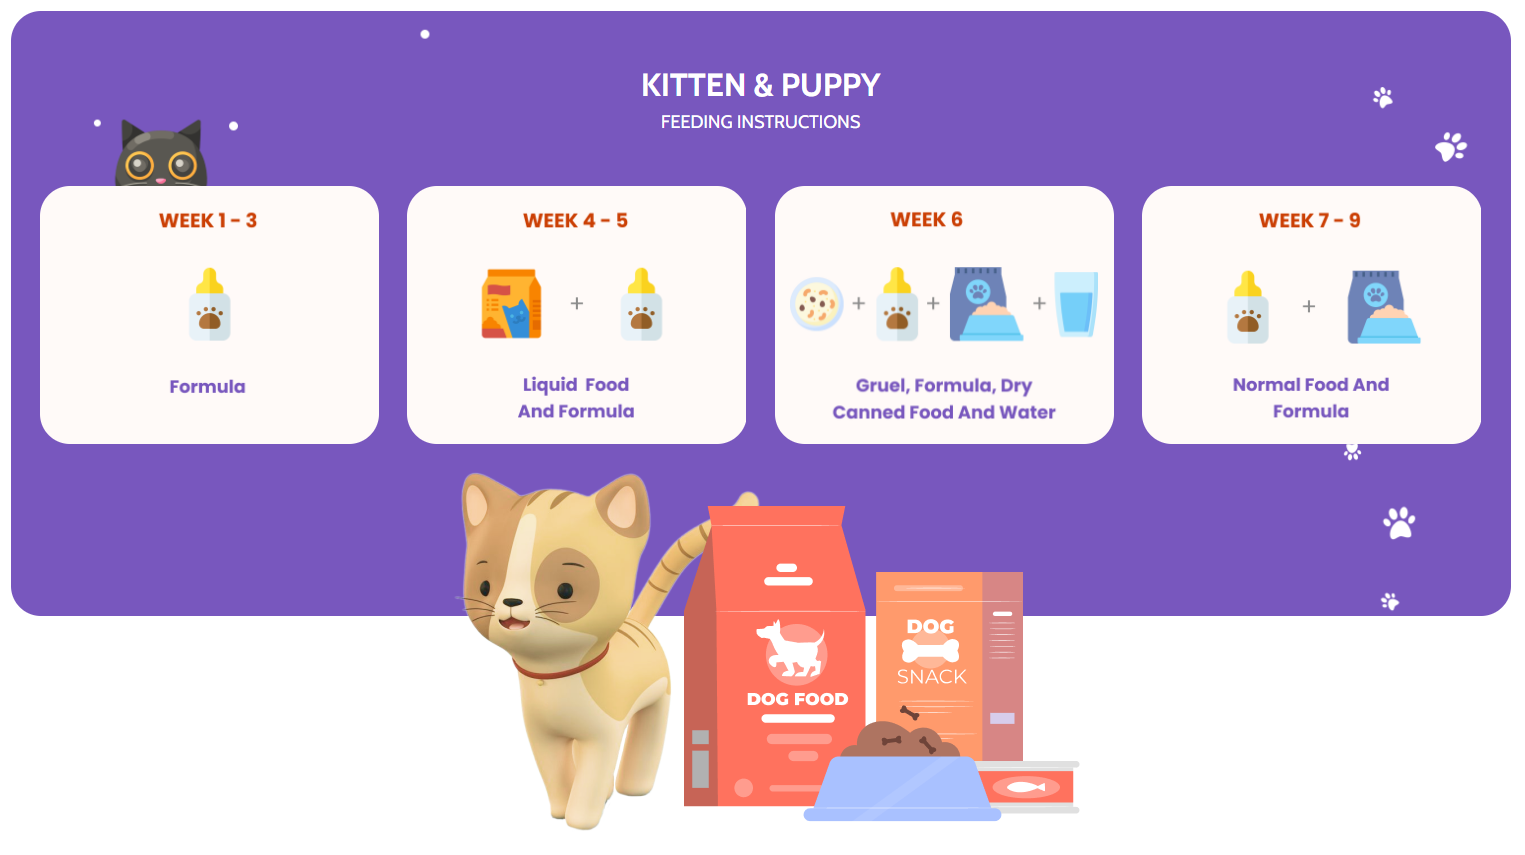 KITTEN & PUPPY
FEEDING INSTRUCTIONS
WEEK 1 - 3
Formula
WEEK 4 - 5
Liquid Food
And Formula
WEEK 6
Gruel, Formula, Dry
Canned Food And Water
WEEK 7 - 9
Normal Food And
Formula
DOG FOOD
DOG
SNACK